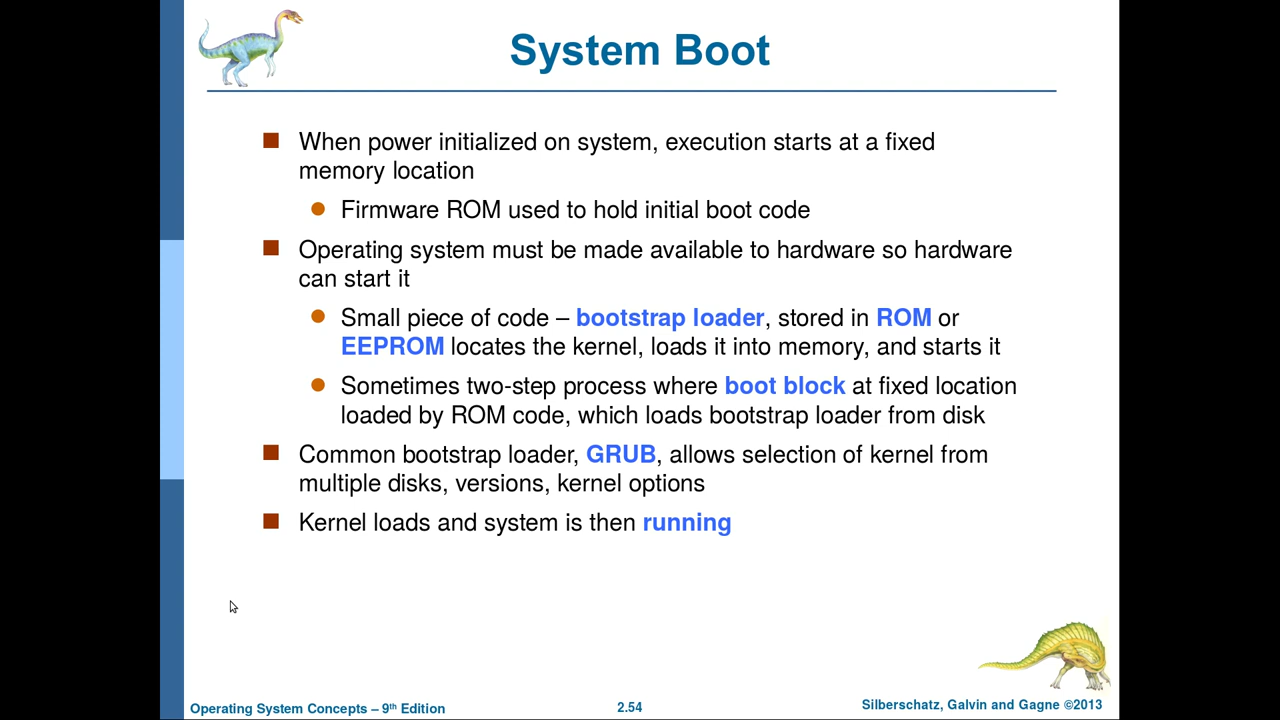 System Boot
When power initialized on system, execution starts at a fixed
memory location
Firmware ROM used to hold initial boot code
Operating system must be made available to hardware so hardware
can start it
Small piece of code – bootstrap loader, stored in ROM or
EEPROM locates the kernel, loads it into memory, and starts it
Sometimes two-step process where boot block at fixed location
loaded by ROM code, which loads bootstrap loader from disk
Common bootstrap loader, GRUB, allows selection of kernel from
multiple disks, versions, kernel options
Kernel loads and system is then running
Operating System Concepts – 9th Edition
2.54
Silberschatz, Galvin and Gagne ©2013